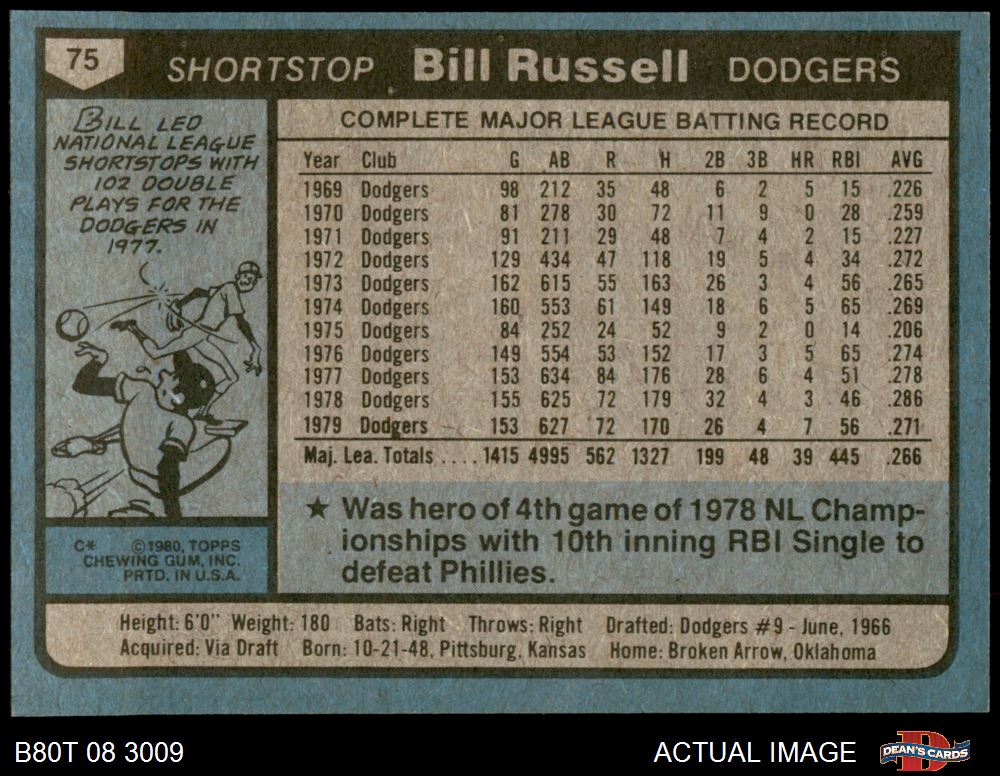 75
SHORTSTOP Bill Russell DODGERS
BILL LED
NATIONAL LEAGUE
SHORTSTOPS WITH
102 DOUBLE
PLAYS FOR THE
DODGERS IN
1977.
C* ©1980, TOPPS
CHEWING GUM, INC.
PRTD. IN U.S.A.
COMPLETE MAJOR LEAGUE BATTING RECORD
Year Club G AB R H 2B 3B HR RBI AVG
1969 Dodgers 98 212 35 48 6 2 5 15 .226
1970 Dodgers 81 278 30 72 11 9 0 28 .259
1971 Dodgers 91 211 29 48 7 4 2 15 .227
1972 Dodgers 129 434 47 118 19 5 4 34 .272
1973 Dodgers 162 615 55 163 26 3 4 56 .265
1974 Dodgers 160 553 61 149 18 6 5 65 .269
1975 Dodgers 84 252 24 52 9 2 0 14 .206
1976 Dodgers 149 554 53 152 17 3 5 65 .274
1977 Dodgers 153 634 84 176 28 6 4 51 .278
1978 Dodgers 155 625 72 179 32 4 3 46 .286
1979 Dodgers 153 627 72 170 26 4 7 56 .271
Maj. Lea. Totals .... 1415 4995 562 1327 199 48 39 445 .266
★ Was hero of 4th game of 1978 NL Champ-
ionships with 10th inning RBI Single to
defeat Phillies.
Height: 6'0" Weight: 180 Bats: Right Throws: Right Drafted: Dodgers #9 - June, 1966
Acquired: Via Draft Born: 10-21-48, Pittsburg, Kansas Home: Broken Arrow, Oklahoma
B80T 08 3009 ACTUAL IMAGE
D
DEAN'S CARDS